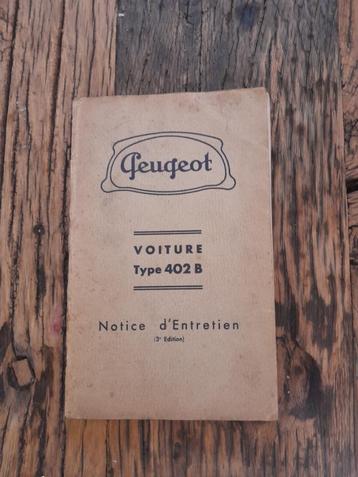 Peugeot
VOITURE
Type 402 B
Notice d'Entretien
(3e Edition)